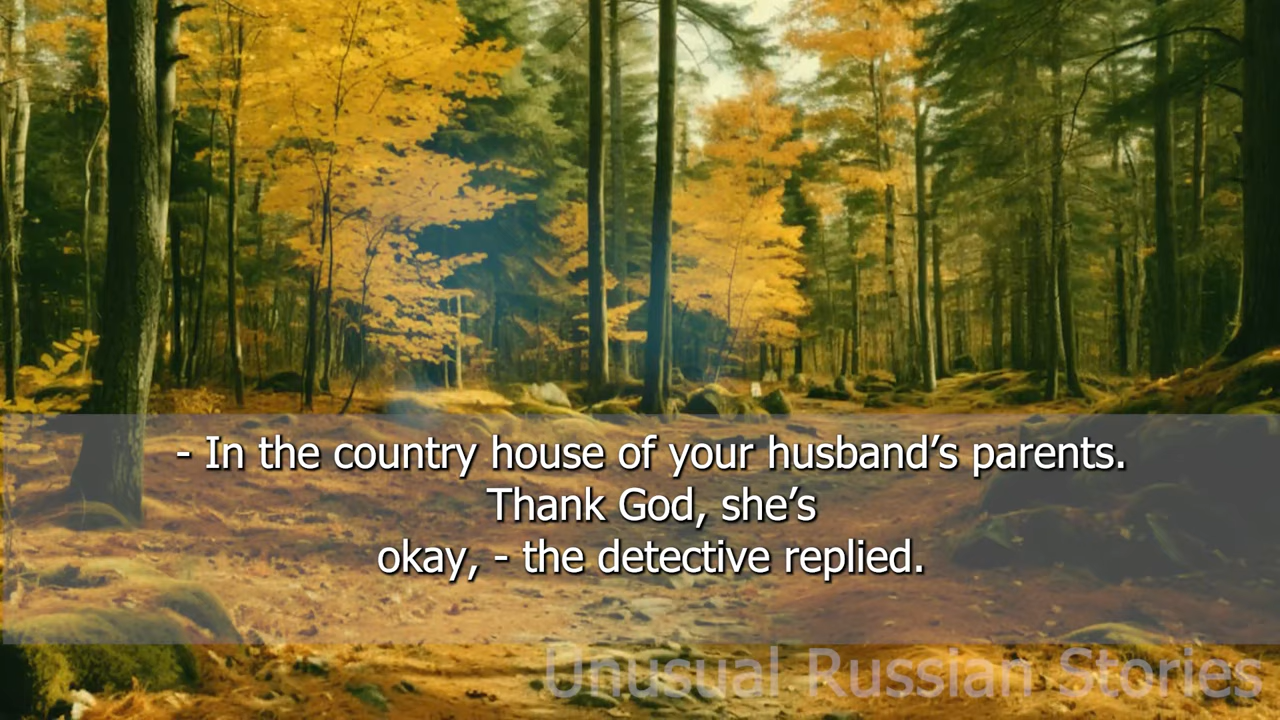 - In the country house of your husband’s parents.
Thank God, she’s
okay, - the detective replied.
Unusual Russian Stories